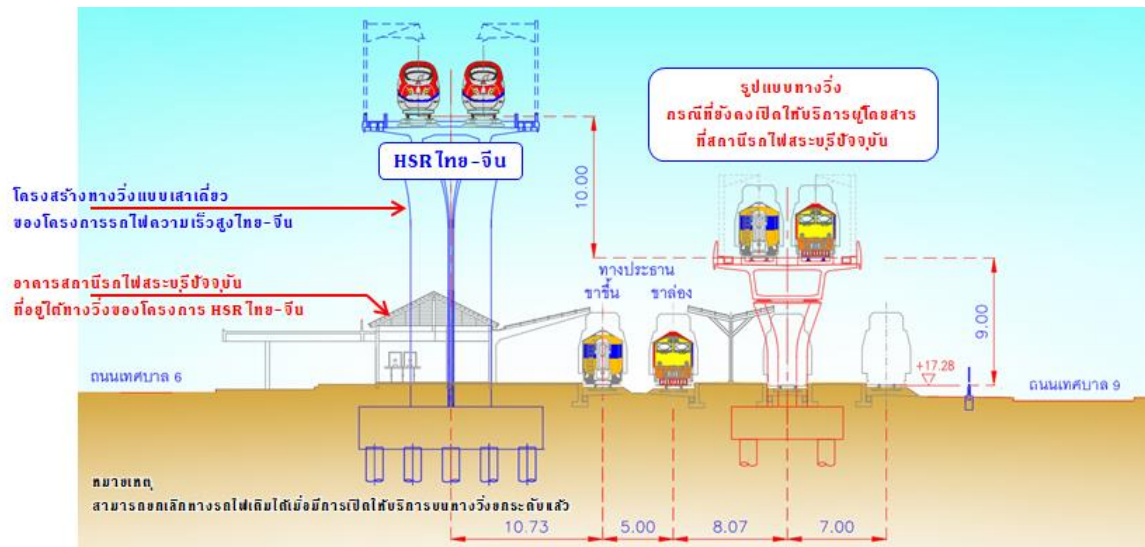 รูปแบบทางวิ่ง
กรณีที่ยังคงเปิดให้บริการผู้โดยสาร
ที่สถานีรถไฟสระบุรีปัจจุบัน
HSR ไทย-จีน
10.00
โครงสร้างทางวิ่งแบบเสาเดี่ยว
ของโครงการรถไฟความเร็วสูงไทย-จีน
ทางประธาน
ขาขึ้น ขาล่อง
อาคารสถานีรถไฟสระบุรีปัจจุบัน
ที่อยู่ใต้ทางวิ่งของโครงการ HSR ไทย-จีน
9.00
+17.28
ถนนเทศบาล 6
ถนนเทศบาล 9
หมายเหตุ
สามารถยกเลิกทางรถไฟเดิมได้เมื่อมีการเปิดให้บริการบนทางวิ่งยกระดับแล้ว
10.73 5.00 8.07 7.00